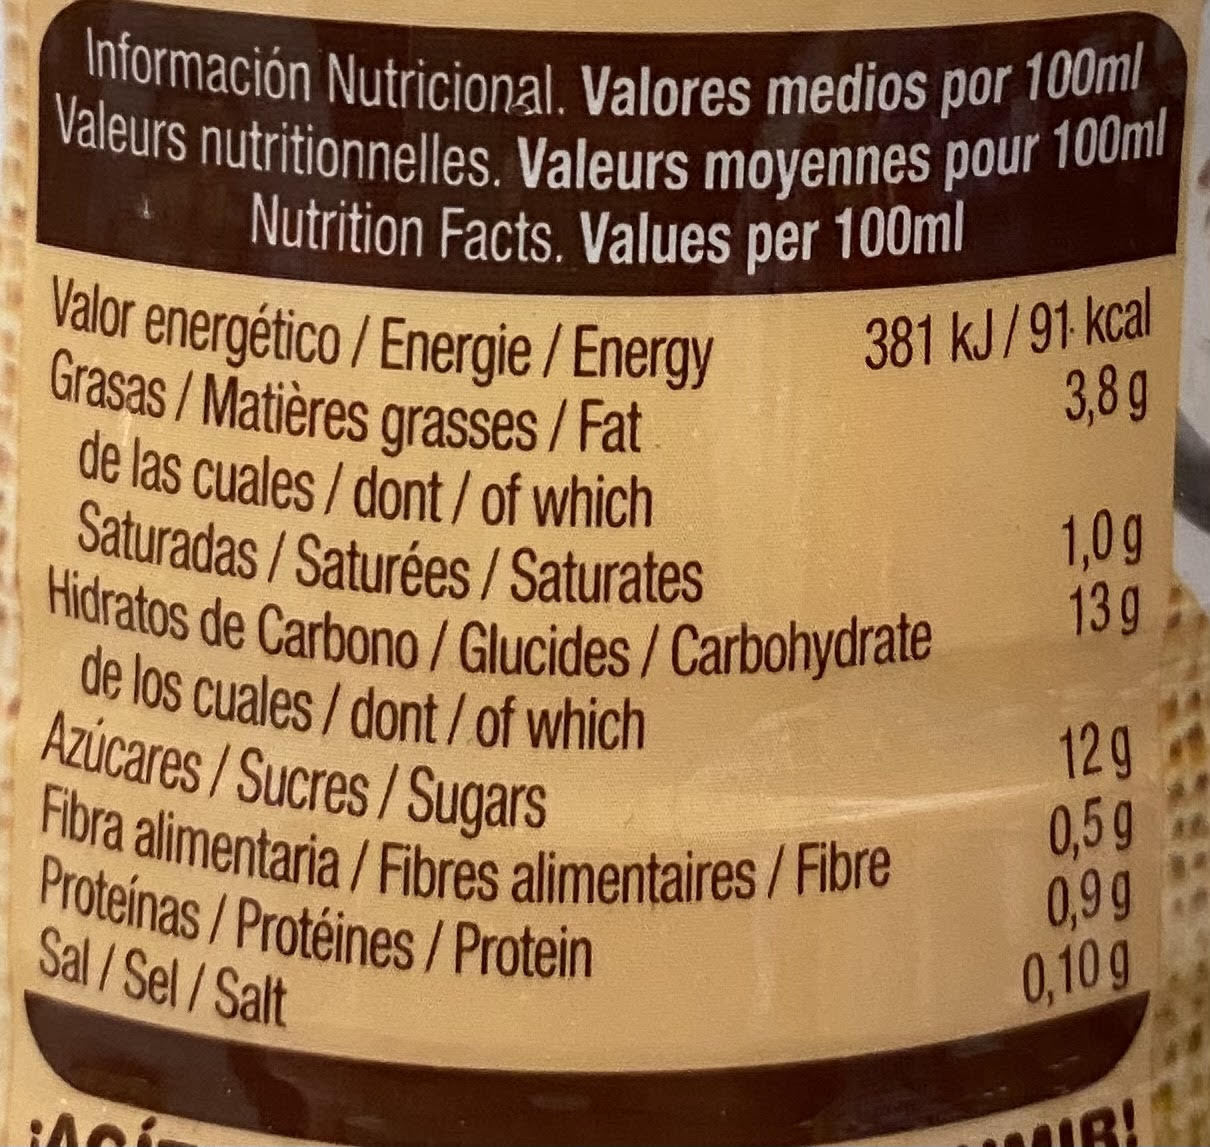 Información Nutricional. Valores medios por 100ml
Valeurs nutritionnelles. Valeurs moyennes pour 100ml
Nutrition Facts. Values per 100ml
Valor energético / Energie / Energy 381 kJ / 91 kcal
Grasas / Matières grasses / Fat 3,8 g
de las cuales / dont / of which
Saturadas / Saturées / Saturates 1,0 g
Hidratos de Carbono / Glucides / Carbohydrate 13 g
de los cuales / dont / of which
Azúcares / Sucres / Sugars 12 g
Fibra alimentaria / Fibres alimentaires / Fibre 0,5 g
Proteínas / Protéines / Protein 0,9 g
Sal / Sel / Salt 0,10 g